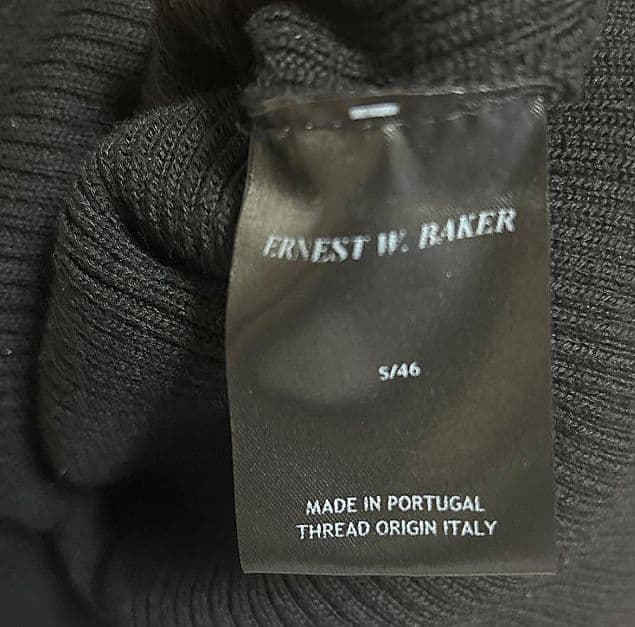 ERNEST W. BAKER
S/46
MADE IN PORTUGAL
THREAD ORIGIN ITALY